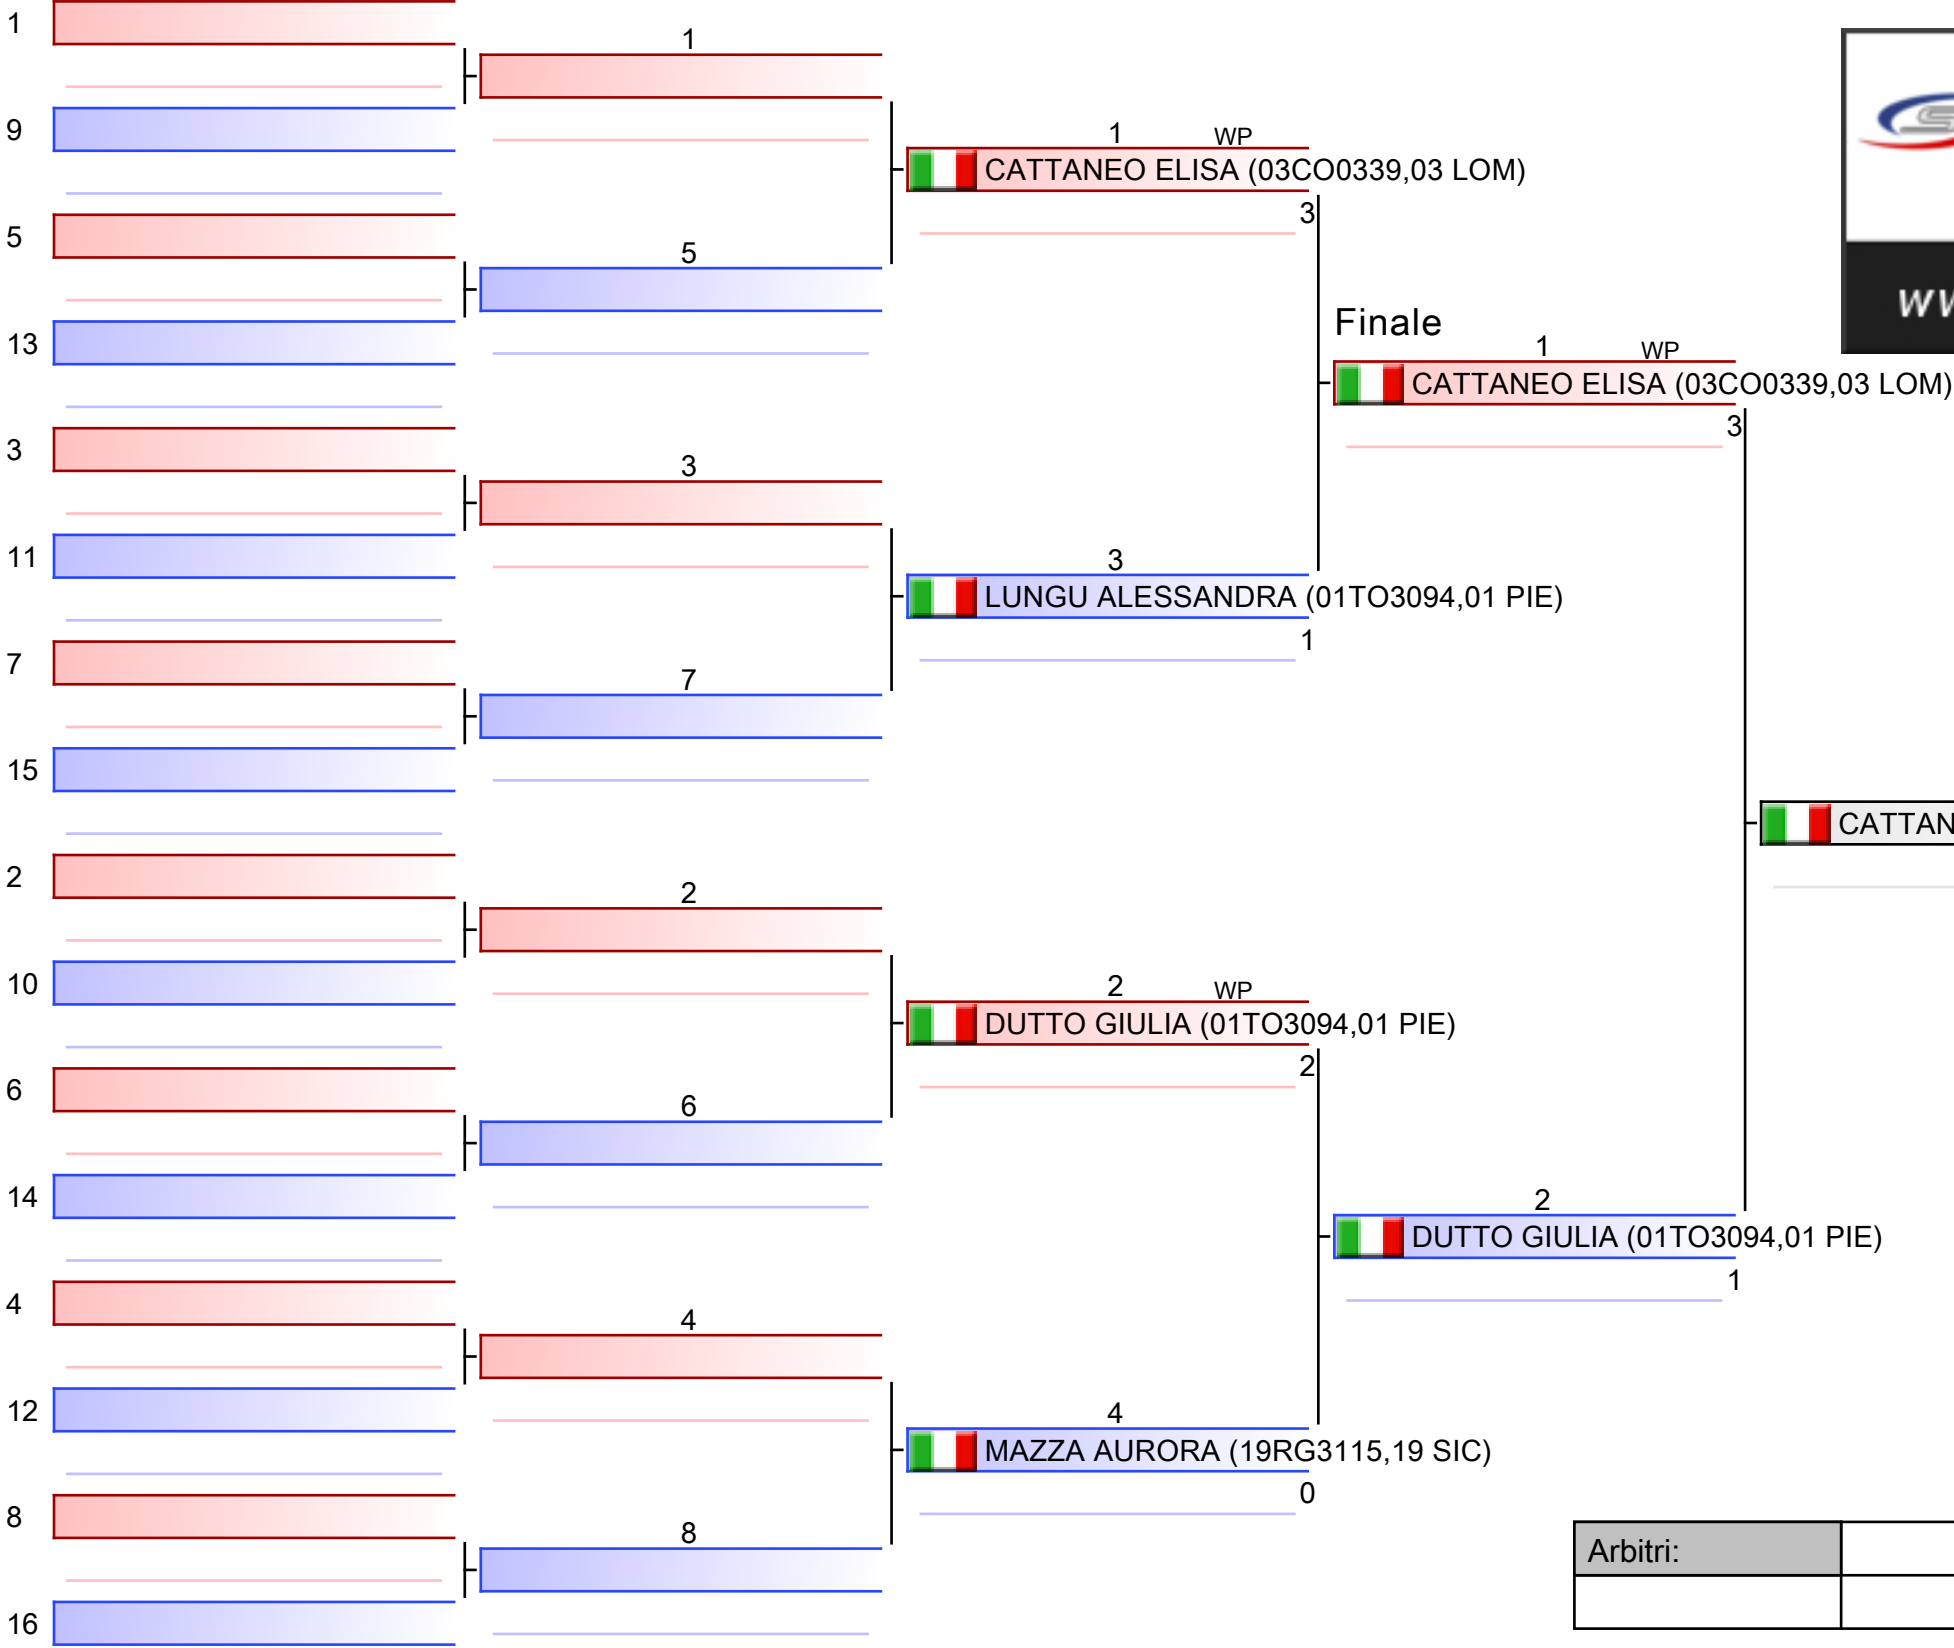 1
1
9
1 WP
CATTANEO ELISA (03CO0339,03 LOM)
3
5
5
13
Finale
1 WP
CATTANEO ELISA (03CO0339,03 LOM)
3
3
3
11
3
LUNGU ALESSANDRA (01TO3094,01 PIE)
1
7
7
15
CATTAN
2
2
10
2 WP
DUTTO GIULIA (01TO3094,01 PIE)
2
6
6
14
2
DUTTO GIULIA (01TO3094,01 PIE)
1
4
4
12
4
MAZZA AURORA (19RG3115,19 SIC)
0
8
8
16
Arbitri: